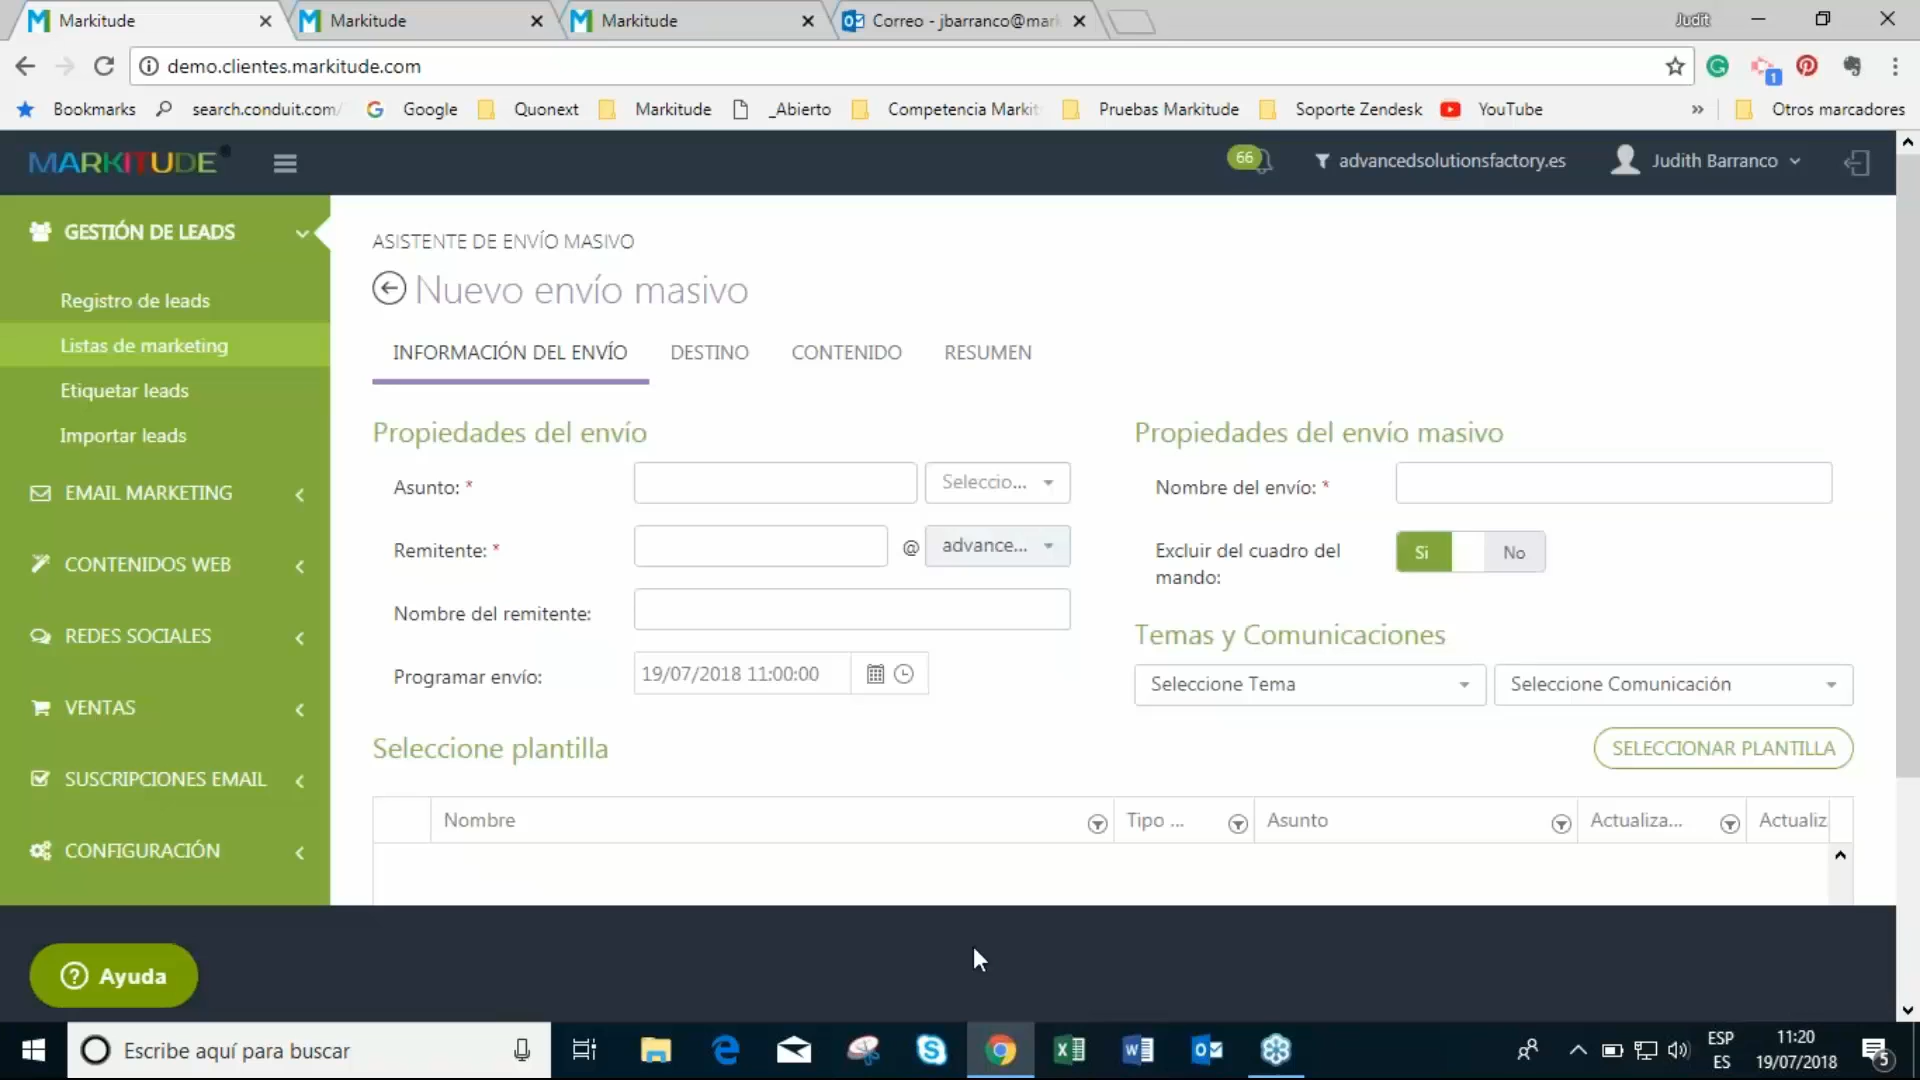 Markitude
Markitude
Markitude
Correo - jbarranco@mark
Judit
demo.clientes.markitude.com
1
Bookmarks
search.conduit.com/
Google
Quonext
Markitude
_Abierto
Competencia Markit
Pruebas Markitude
Soporte Zendesk
YouTube
»
Otros marcadores
MARKITUDE
66
advancedsolutionsfactory.es
Judith Barranco
GESTIÓN DE LEADS
Registro de leads
Listas de marketing
Etiquetar leads
Importar leads
EMAIL MARKETING
CONTENIDOS WEB
REDES SOCIALES
VENTAS
SUSCRIPCIONES EMAIL
CONFIGURACIÓN
Ayuda
ASISTENTE DE ENVÍO MASIVO
Nuevo envío masivo
INFORMACIÓN DEL ENVÍO
DESTINO
CONTENIDO
RESUMEN
Propiedades del envío
Asunto: *
Seleccio...
Remitente: *
@
advance...
Nombre del remitente:
Programar envío:
19/07/2018 11:00:00
Propiedades del envío masivo
Nombre del envío: *
Excluir del cuadro del
mando:
Si
No
Temas y Comunicaciones
Seleccione Tema
Seleccione Comunicación
Seleccione plantilla
SELECCIONAR PLANTILLA
Nombre
Tipo ...
Asunto
Actualiza...
Actualiz
Escribe aquí para buscar
ESP
ES
11:20
19/07/2018
5